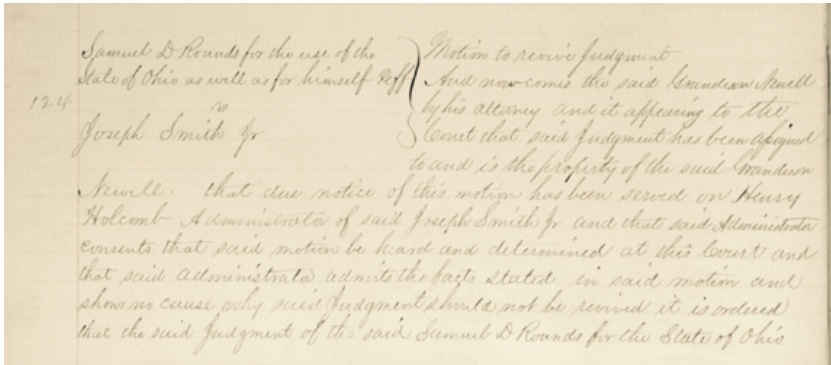 Samuel D Rounds for the use of the
State of Ohio as well as for himself Peff
124
vs
Joseph Smith Jr
Motion to revive Judgment
And now comes the said Grandison Newell
by his attaney and it appearing to the
Court that said Judgment has been assigned
to and is the property of the said Grandison
Newell. that due notice of this motion has been served on Henry
Holcomb Administrator of said Joseph Smith Jr and that said Administrator
consents that said motion be heard and determined at this Court and
that said administrator admits the facts stated in said motion and
shows no cause why said Judgment should not be revived it is ordered
that the said Judgment of the said Samuel D Rounds for the State of Ohio